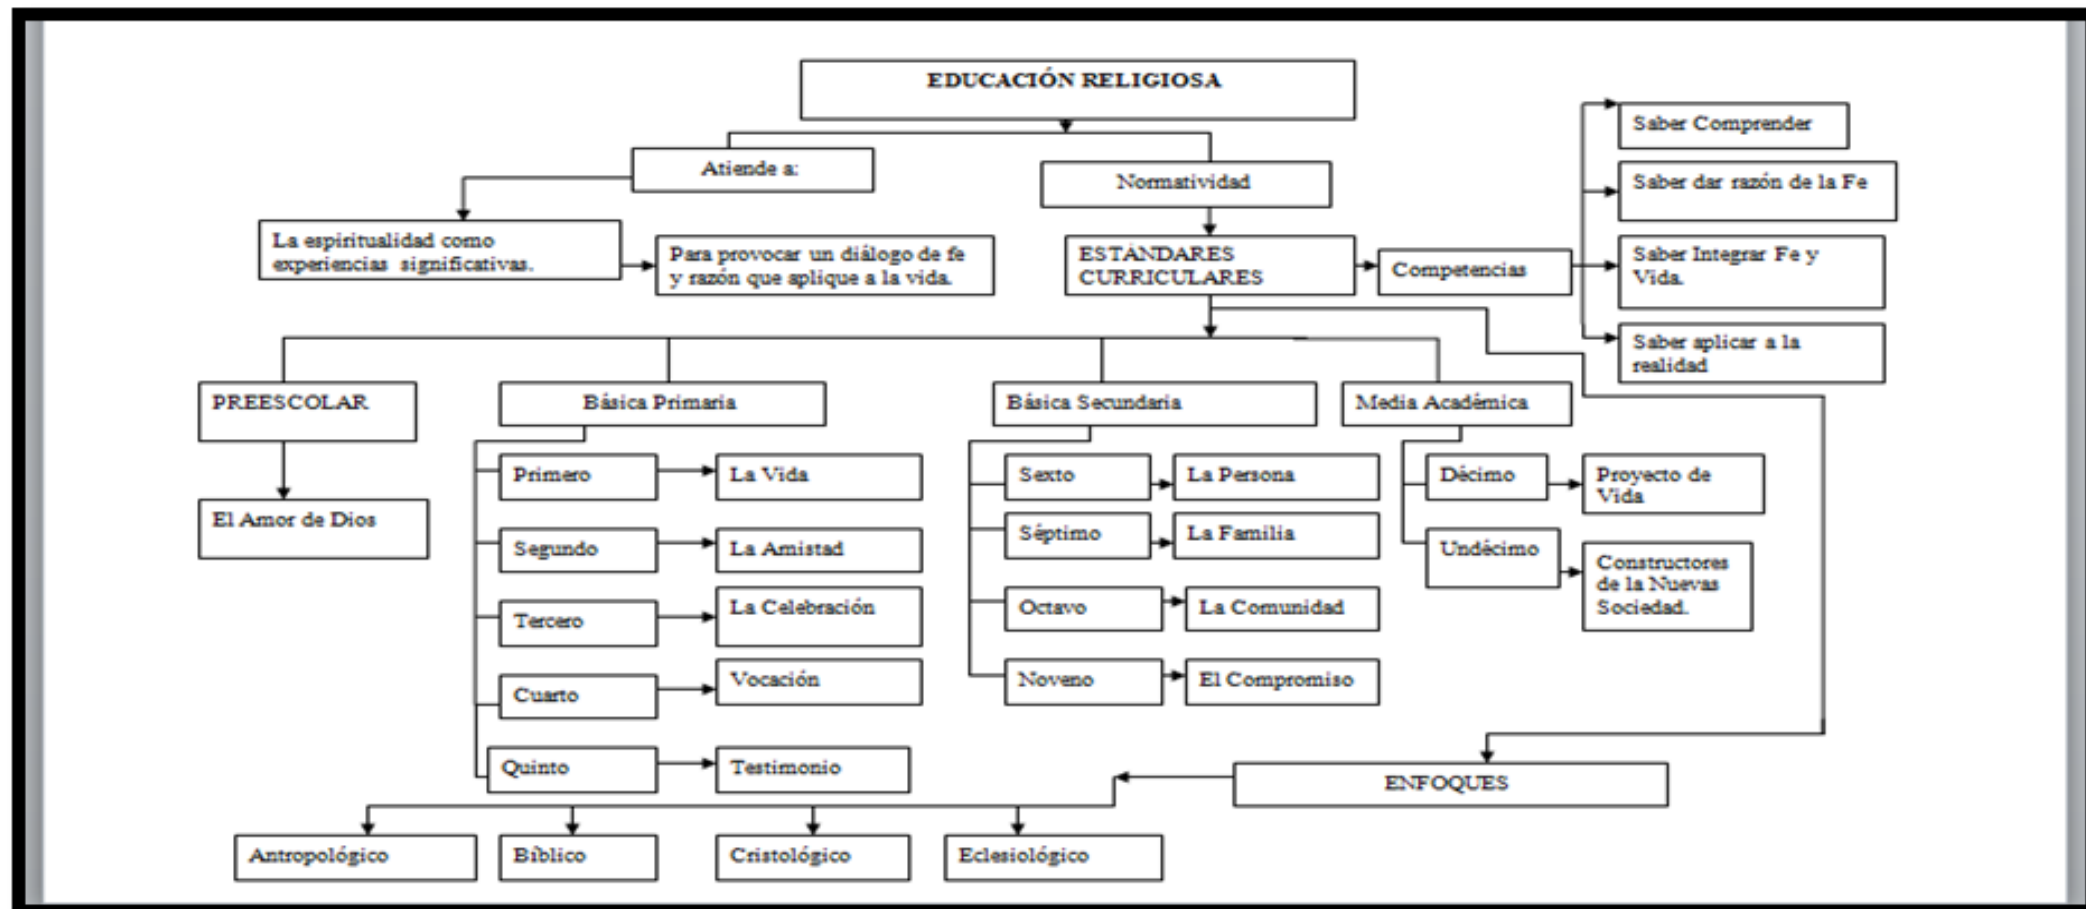 EDUCACIÓN RELIGIOSA
Atiende a:
Normatividad
La espiritualidad como
experiencias significativas.
Para provocar un diálogo de fe
y razón que aplique a la vida.
ESTÁNDARES
CURRICULARES
Competencias
Saber Comprender
Saber dar razón de la Fe
Saber Integrar Fe y
Vida.
Saber aplicar a la
realidad
PREESCOLAR
El Amor de Dios
Básica Primaria
Primero
La Vida
Segundo
La Amistad
Tercero
La Celebración
Cuarto
Vocación
Quinto
Testimonio
Básica Secundaria
Sexto
La Persona
Séptimo
La Familia
Octavo
La Comunidad
Noveno
El Compromiso
Media Académica
Décimo
Proyecto de
Vida
Undécimo
Constructores
de la Nuevas
Sociedad.
ENFOQUES
Antropológico
Bíblico
Cristológico
Eclesiológico